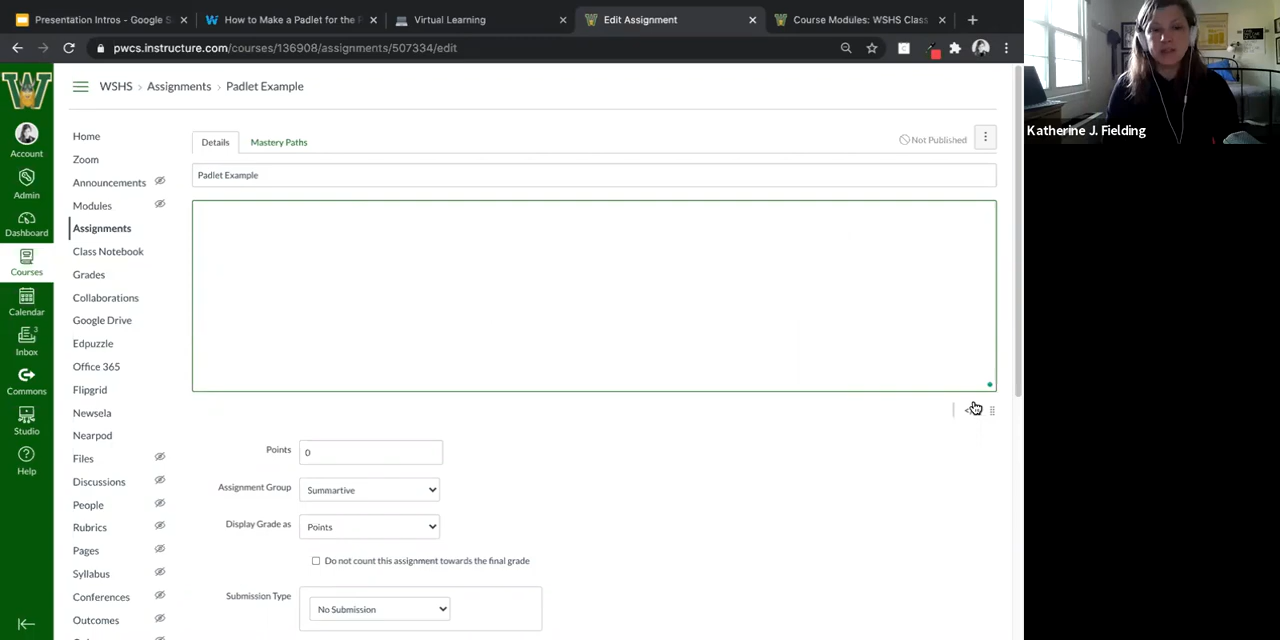 Presentation Intros - Google S
How to Make a Padlet for the F
Virtual Learning
Edit Assignment
Course Modules: WSHS Class
pwcs.instructure.com/courses/136908/assignments/507334/edit
Katherine J. Fielding
W
Account
Admin
Dashboard
Courses
Calendar
3
Inbox
Commons
Studio
Help
WSHS › Assignments › Padlet Example
Home
Zoom
Announcements
Modules
Assignments
Class Notebook
Grades
Collaborations
Google Drive
Edpuzzle
Office 365
Flipgrid
Newsela
Nearpod
Files
Discussions
People
Rubrics
Pages
Syllabus
Conferences
Outcomes
Details
Mastery Paths
Not Published
Padlet Example
Points
0
Assignment Group
Summartive
Display Grade as
Points
Do not count this assignment towards the final grade
Submission Type
No Submission